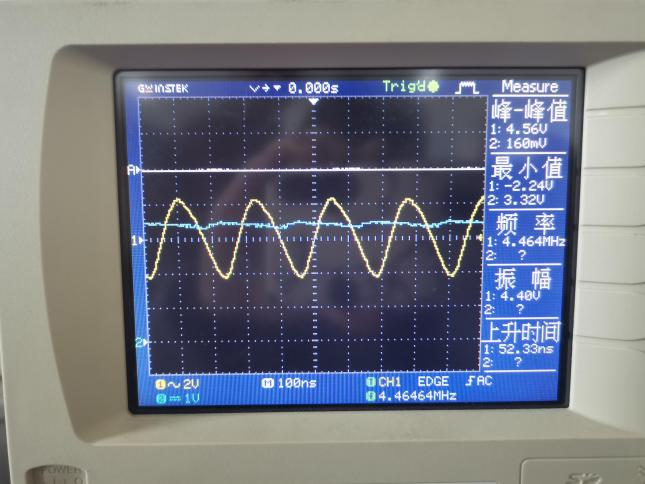 GWINSTEK 0.000s Trig'd Measure
峰-峰值
1: 4.56V
2: 160mV
A
最小值
1: -2.24V
2: 3.32V
1
频 率
1: 4.464MHz
2: ?
振 幅
1: 4.40V
2: ?
2
上升时间
1: 52.33ns
2: ?
1 2V M 100ns T CH1 EDGE AC
2 1V 4.46464MHz
POWER